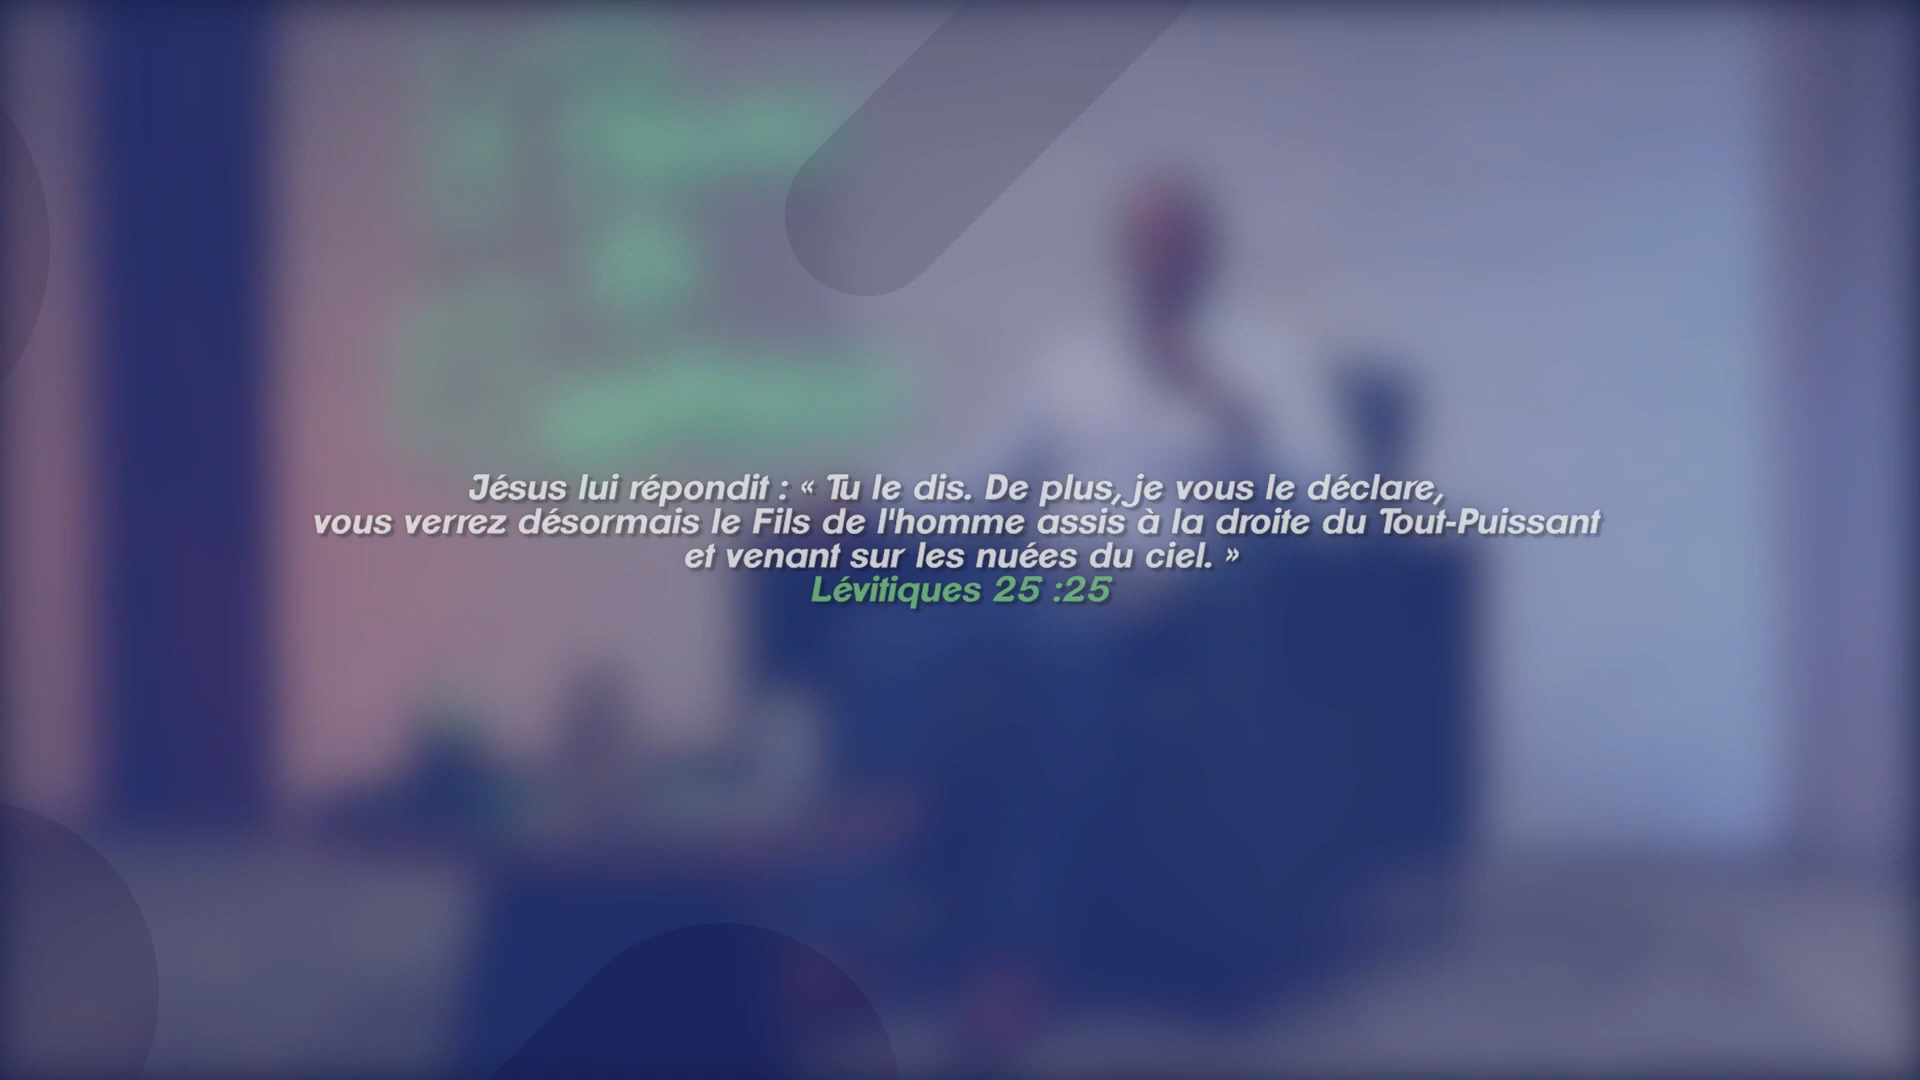 Jésus lui répondit : « Tu le dis. De plus, je vous le déclare,
vous verrez désormais le Fils de l'homme assis à la droite du Tout-Puissant
et venant sur les nuées du ciel. »
Lévitiques 25 :25